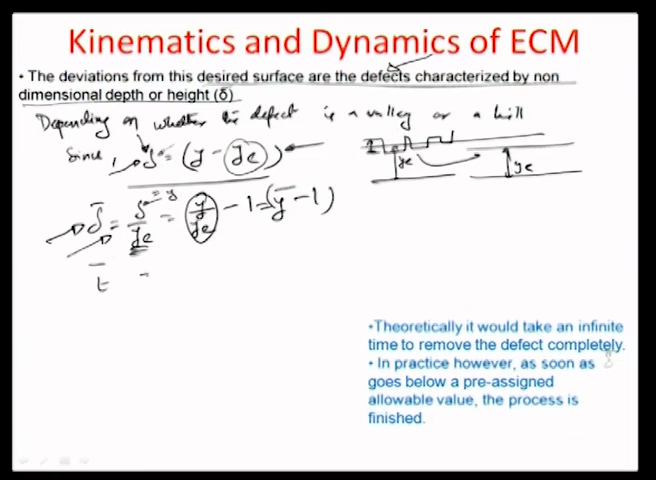 Kinematics and Dynamics of ECM
• The deviations from this desired surface are the defects characterized by non
dimensional depth or height (δ)
Depending on whether the defect is a valley or a hill
Since, δ = (y - ye)
ye
ye
δ̄ = δ/ye = y/ye - 1 = (ȳ - 1)
t̄ =
•Theoretically it would take an infinite
time to remove the defect completely.
• In practice however, as soon as δ
goes below a pre-assigned
allowable value, the process is
finished.